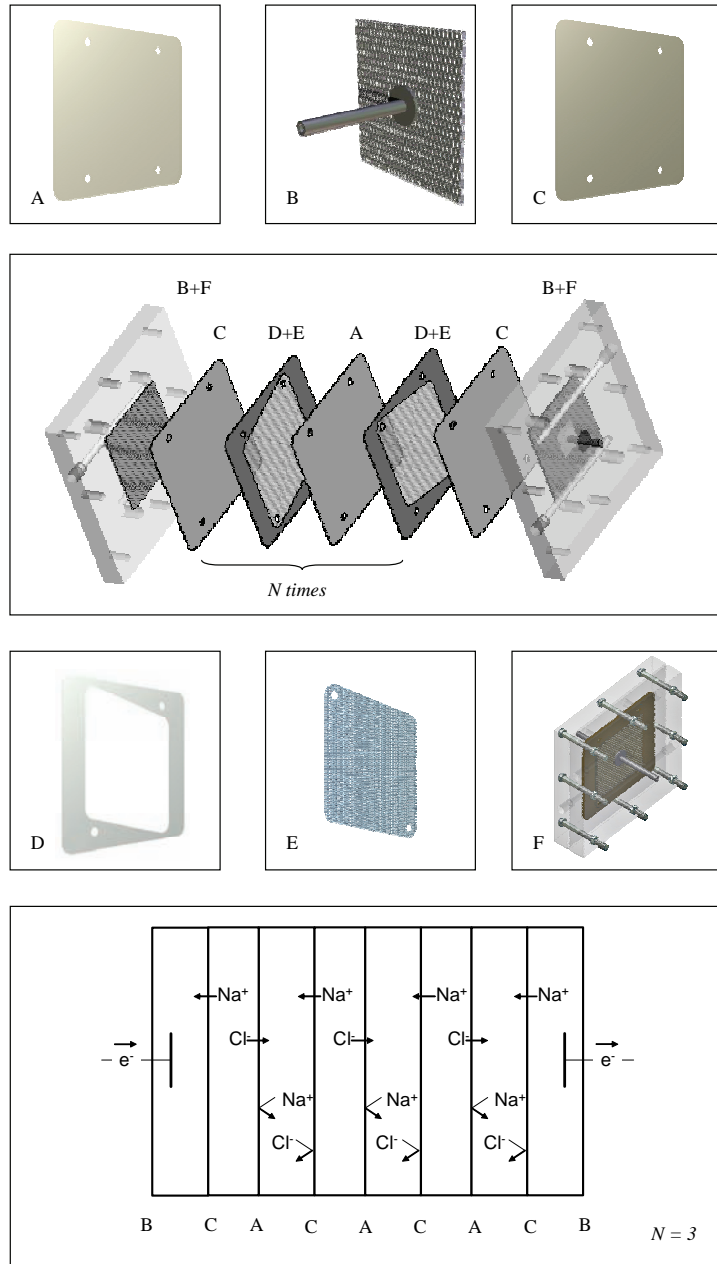 A
B
C
B+F
B+F
C
D+E
A
D+E
C
N times
D
E
F
Na⁺
Na⁺
Na⁺
Na⁺
Cl⁻
Cl⁻
Cl⁻
e⁻
e⁻
Na⁺
Na⁺
Na⁺
Cl⁻
Cl⁻
Cl⁻
B C A C A C A C B
N = 3